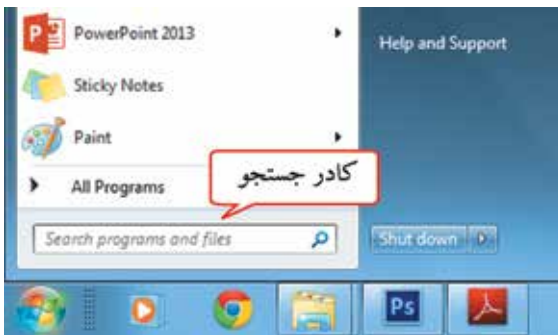 PowerPoint 2013
Help and Support
Sticky Notes
Paint
All Programs
کادر جستجو
Search programs and files
Shut down
Ps